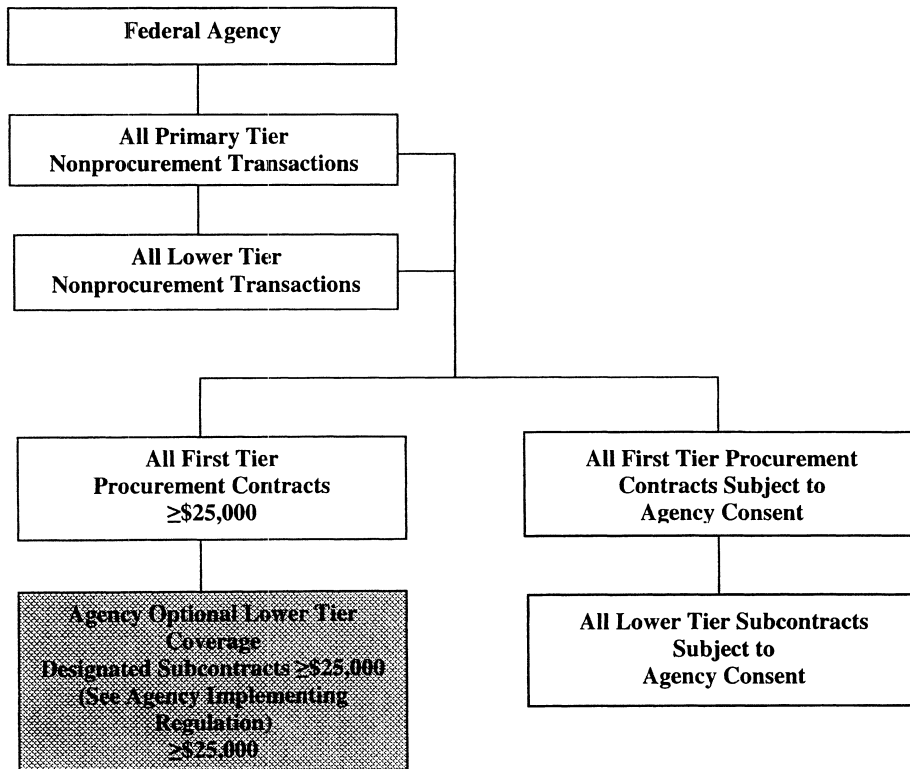 Federal Agency
All Primary Tier
Nonprocurement Transactions
All Lower Tier
Nonprocurement Transactions
All First Tier
Procurement Contracts
≥$25,000
All First Tier Procurement
Contracts Subject to
Agency Consent
Agency Optional Lower Tier
Coverage
Designated Subcontracts ≥$25,000
(See Agency Implementing
Regulation)
≥$25,000
All Lower Tier Subcontracts
Subject to
Agency Consent